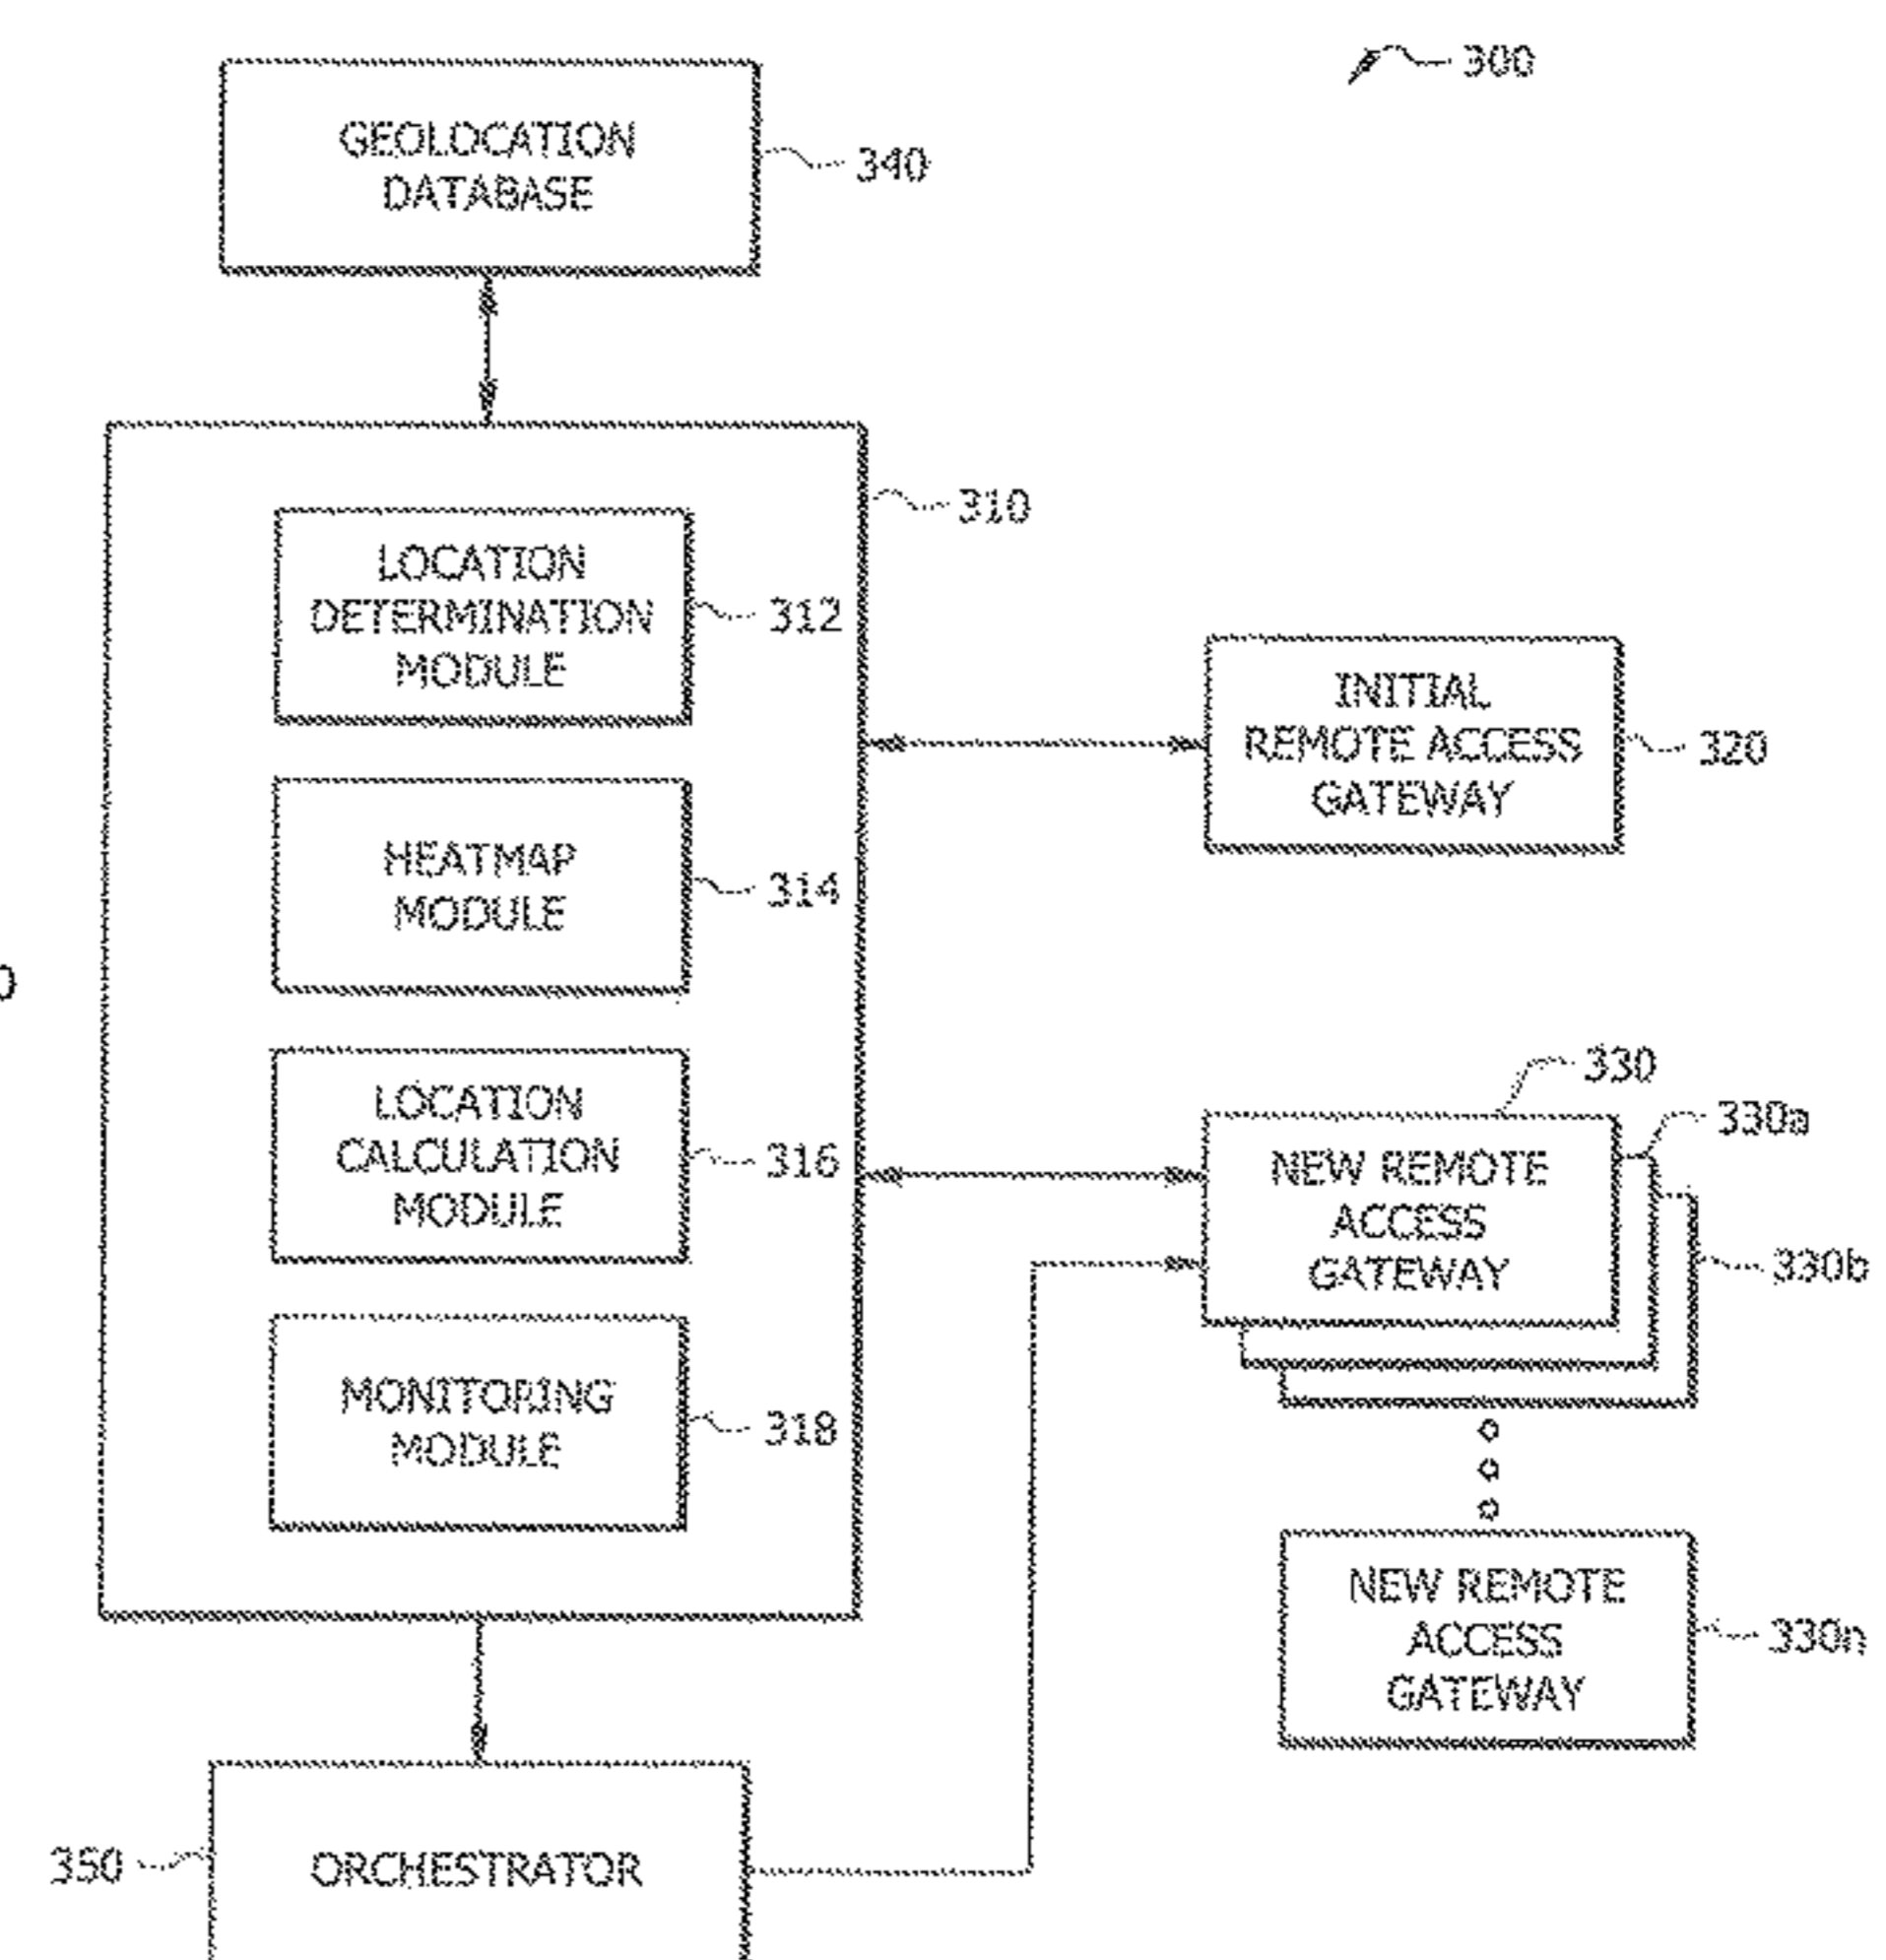 300
GEOLOCATION
DATABASE
340
310
LOCATION
DETERMINATION
MODULE
312
INITIAL
REMOTE ACCESS
GATEWAY
320
HEATMAP
MODULE
314
LOCATION
CALCULATION
MODULE
316
330
330a
NEW REMOTE
ACCESS
GATEWAY
330b
MONITORING
MODULE
318
NEW REMOTE
ACCESS
GATEWAY
330n
350
ORCHESTRATOR